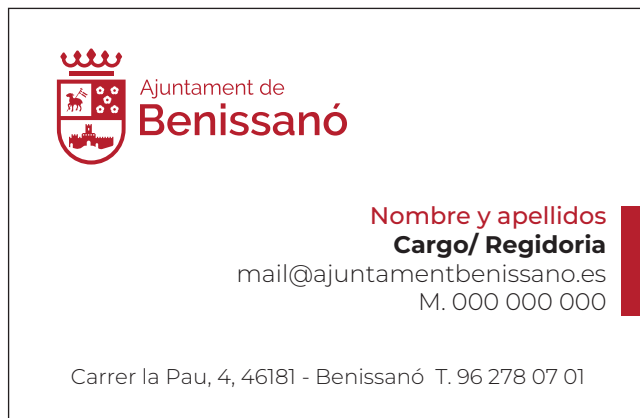 Ajuntament de
Benissanó
Nombre y apellidos
Cargo/ Regidoria
mail@ajuntamentbenissano.es
M. 000 000 000
Carrer la Pau, 4, 46181 - Benissanó  T. 96 278 07 01